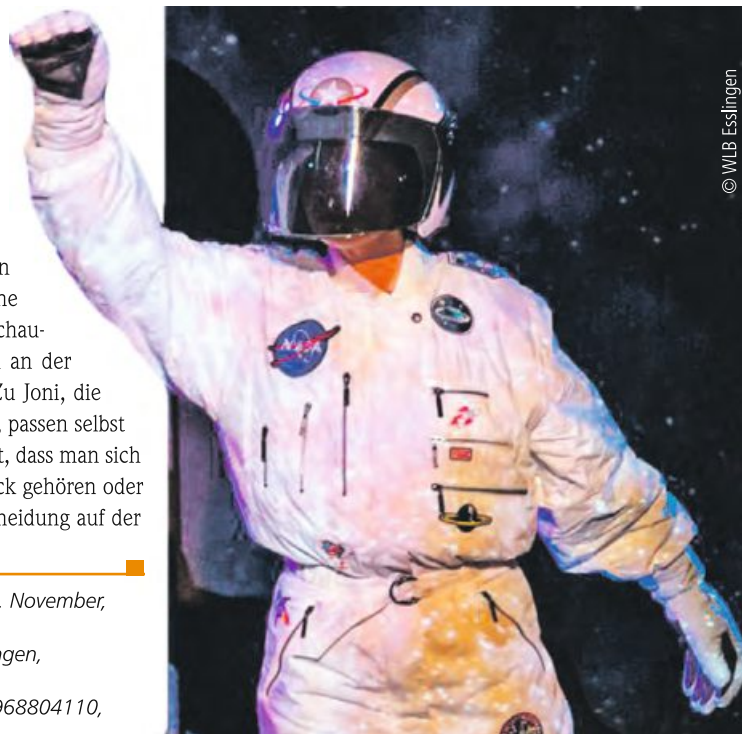 n
ne
chau-
an der
Zu Joni, die
, passen selbst
t, dass man sich
ck gehören oder
heidung auf der
. November,
ngen,
968804110,
© WLB Esslingen
NASA